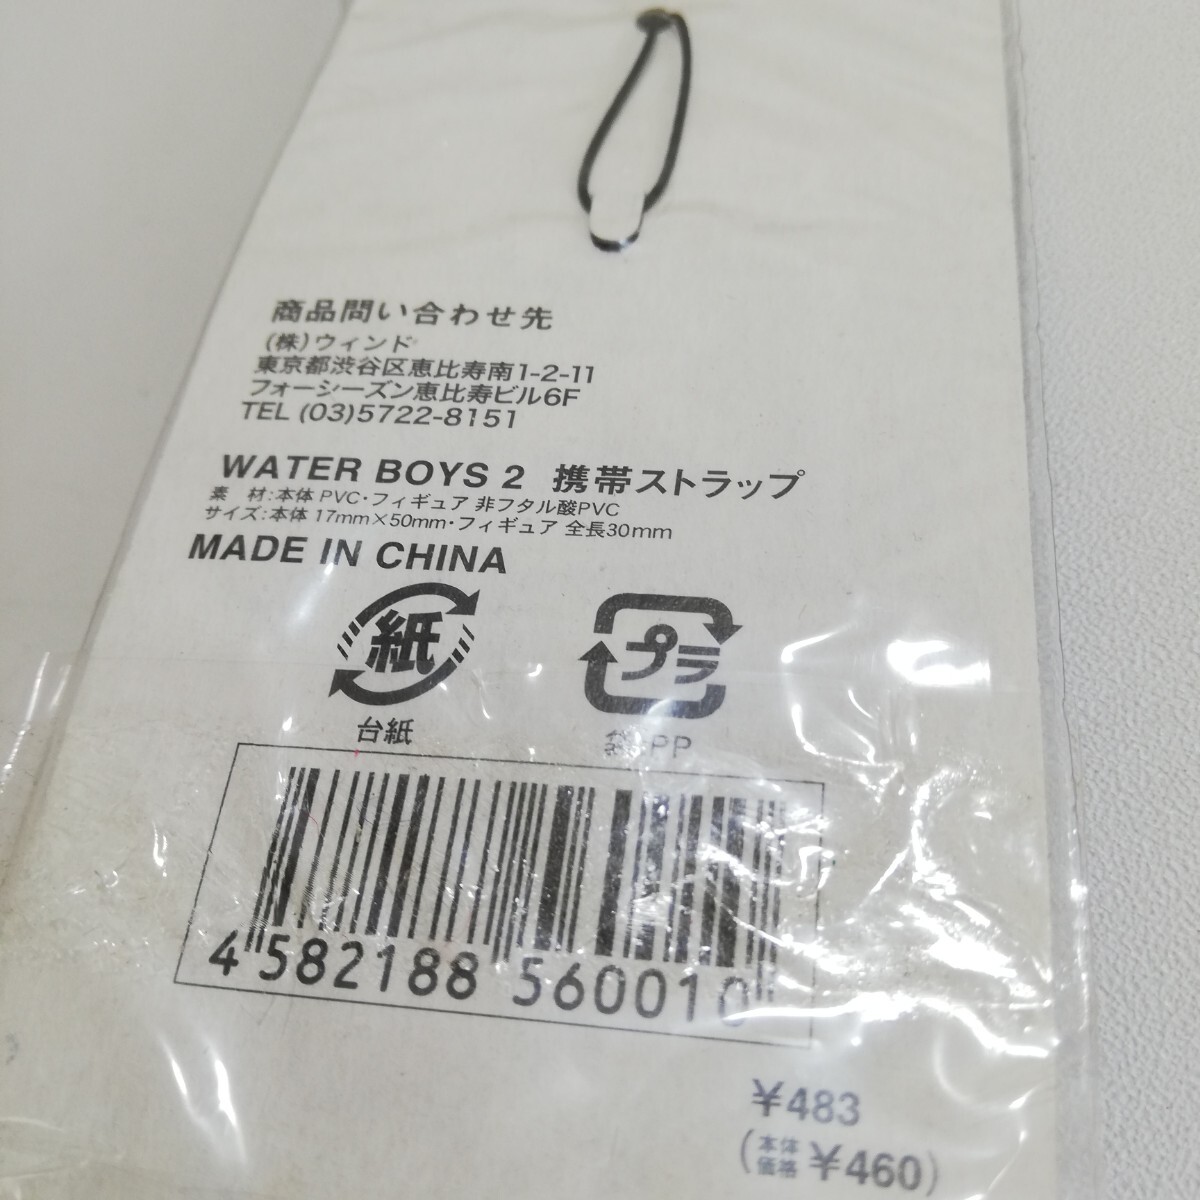 商品問い合わせ先
(株)ウィンド
東京都渋谷区恵比寿南1-2-11
フォーシーズン恵比寿ビル6F
TEL (03)5722-8151
WATER BOYS 2 携帯ストラップ
素 材:本体 PVC・フィギュア 非フタル酸PVC
サイズ:本体 17mm×50mm・フィギュア 全長30mm
MADE IN CHINA
紙
プラ
台紙
袋:PP
4 582188 560010
¥483
(本体価格 ¥460)